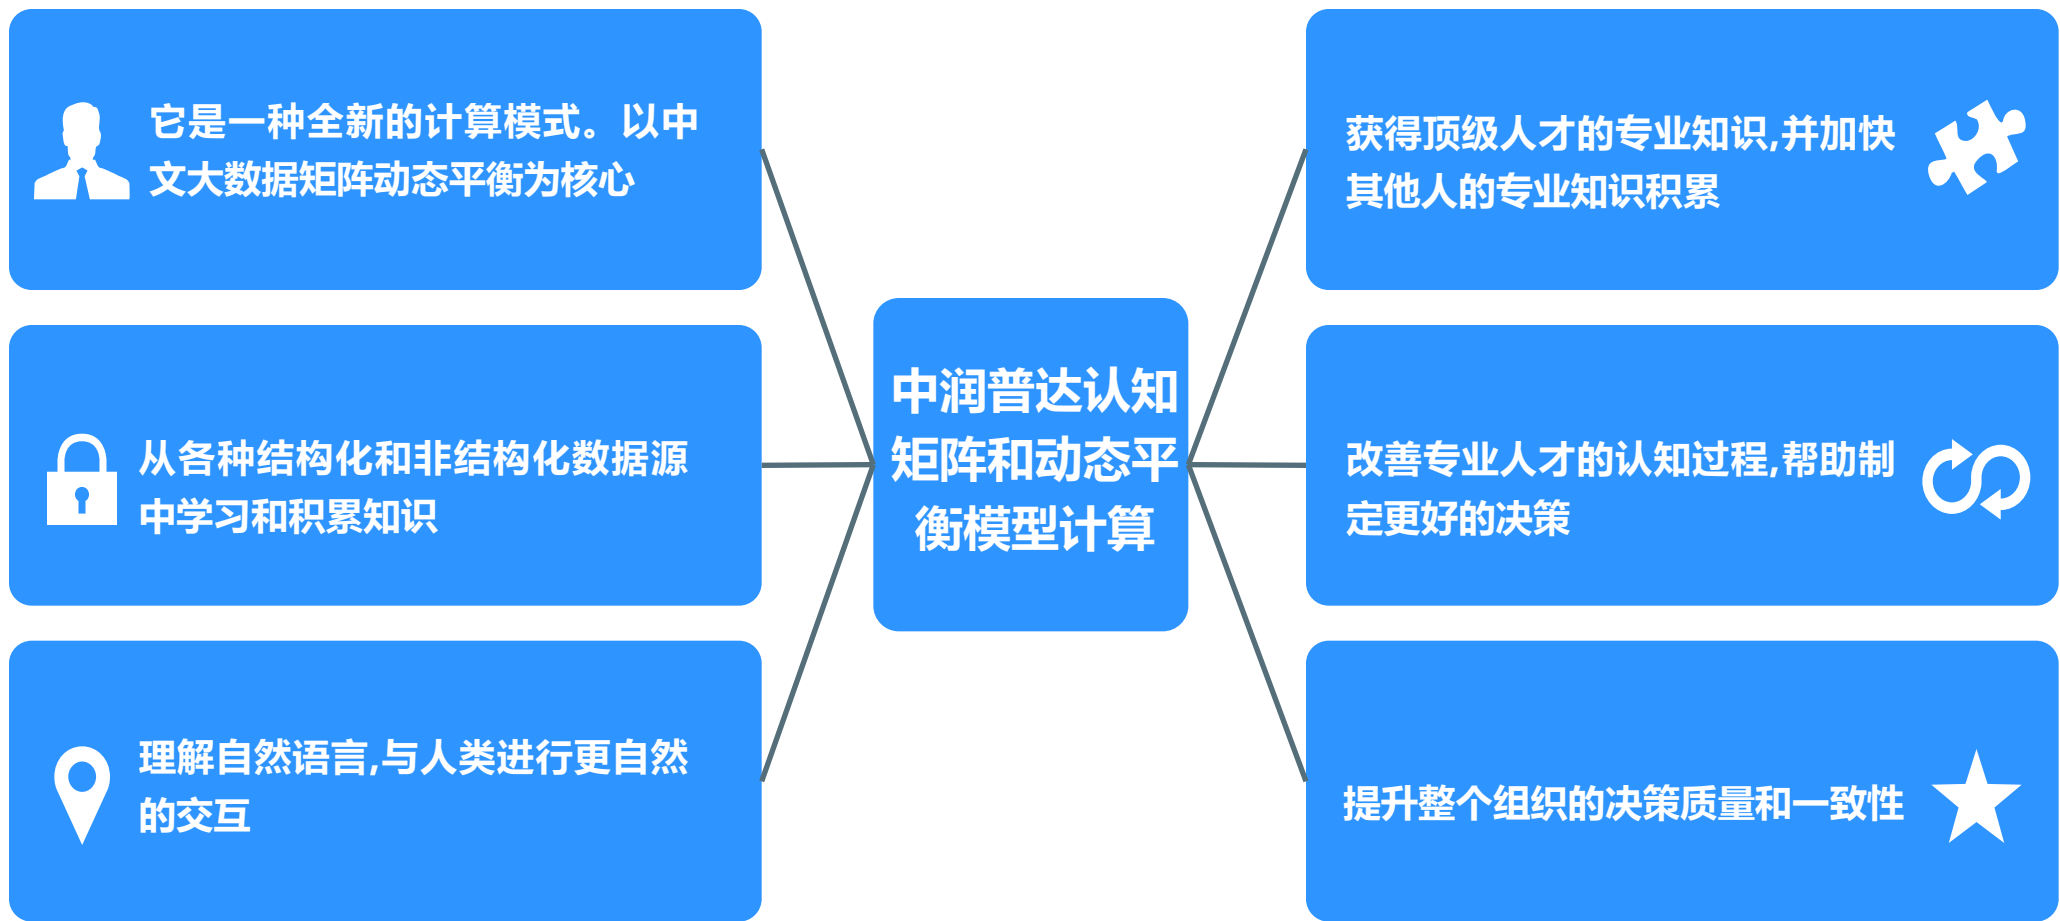 它是一种全新的计算模式。以中
文大数据矩阵动态平衡为核心
从各种结构化和非结构化数据源
中学习和积累知识
理解自然语言,与人类进行更自然
的交互
中润普达认知
矩阵和动态平
衡模型计算
获得顶级人才的专业知识,并加快
其他人的专业知识积累
改善专业人才的认知过程,帮助制
定更好的决策
提升整个组织的决策质量和一致性